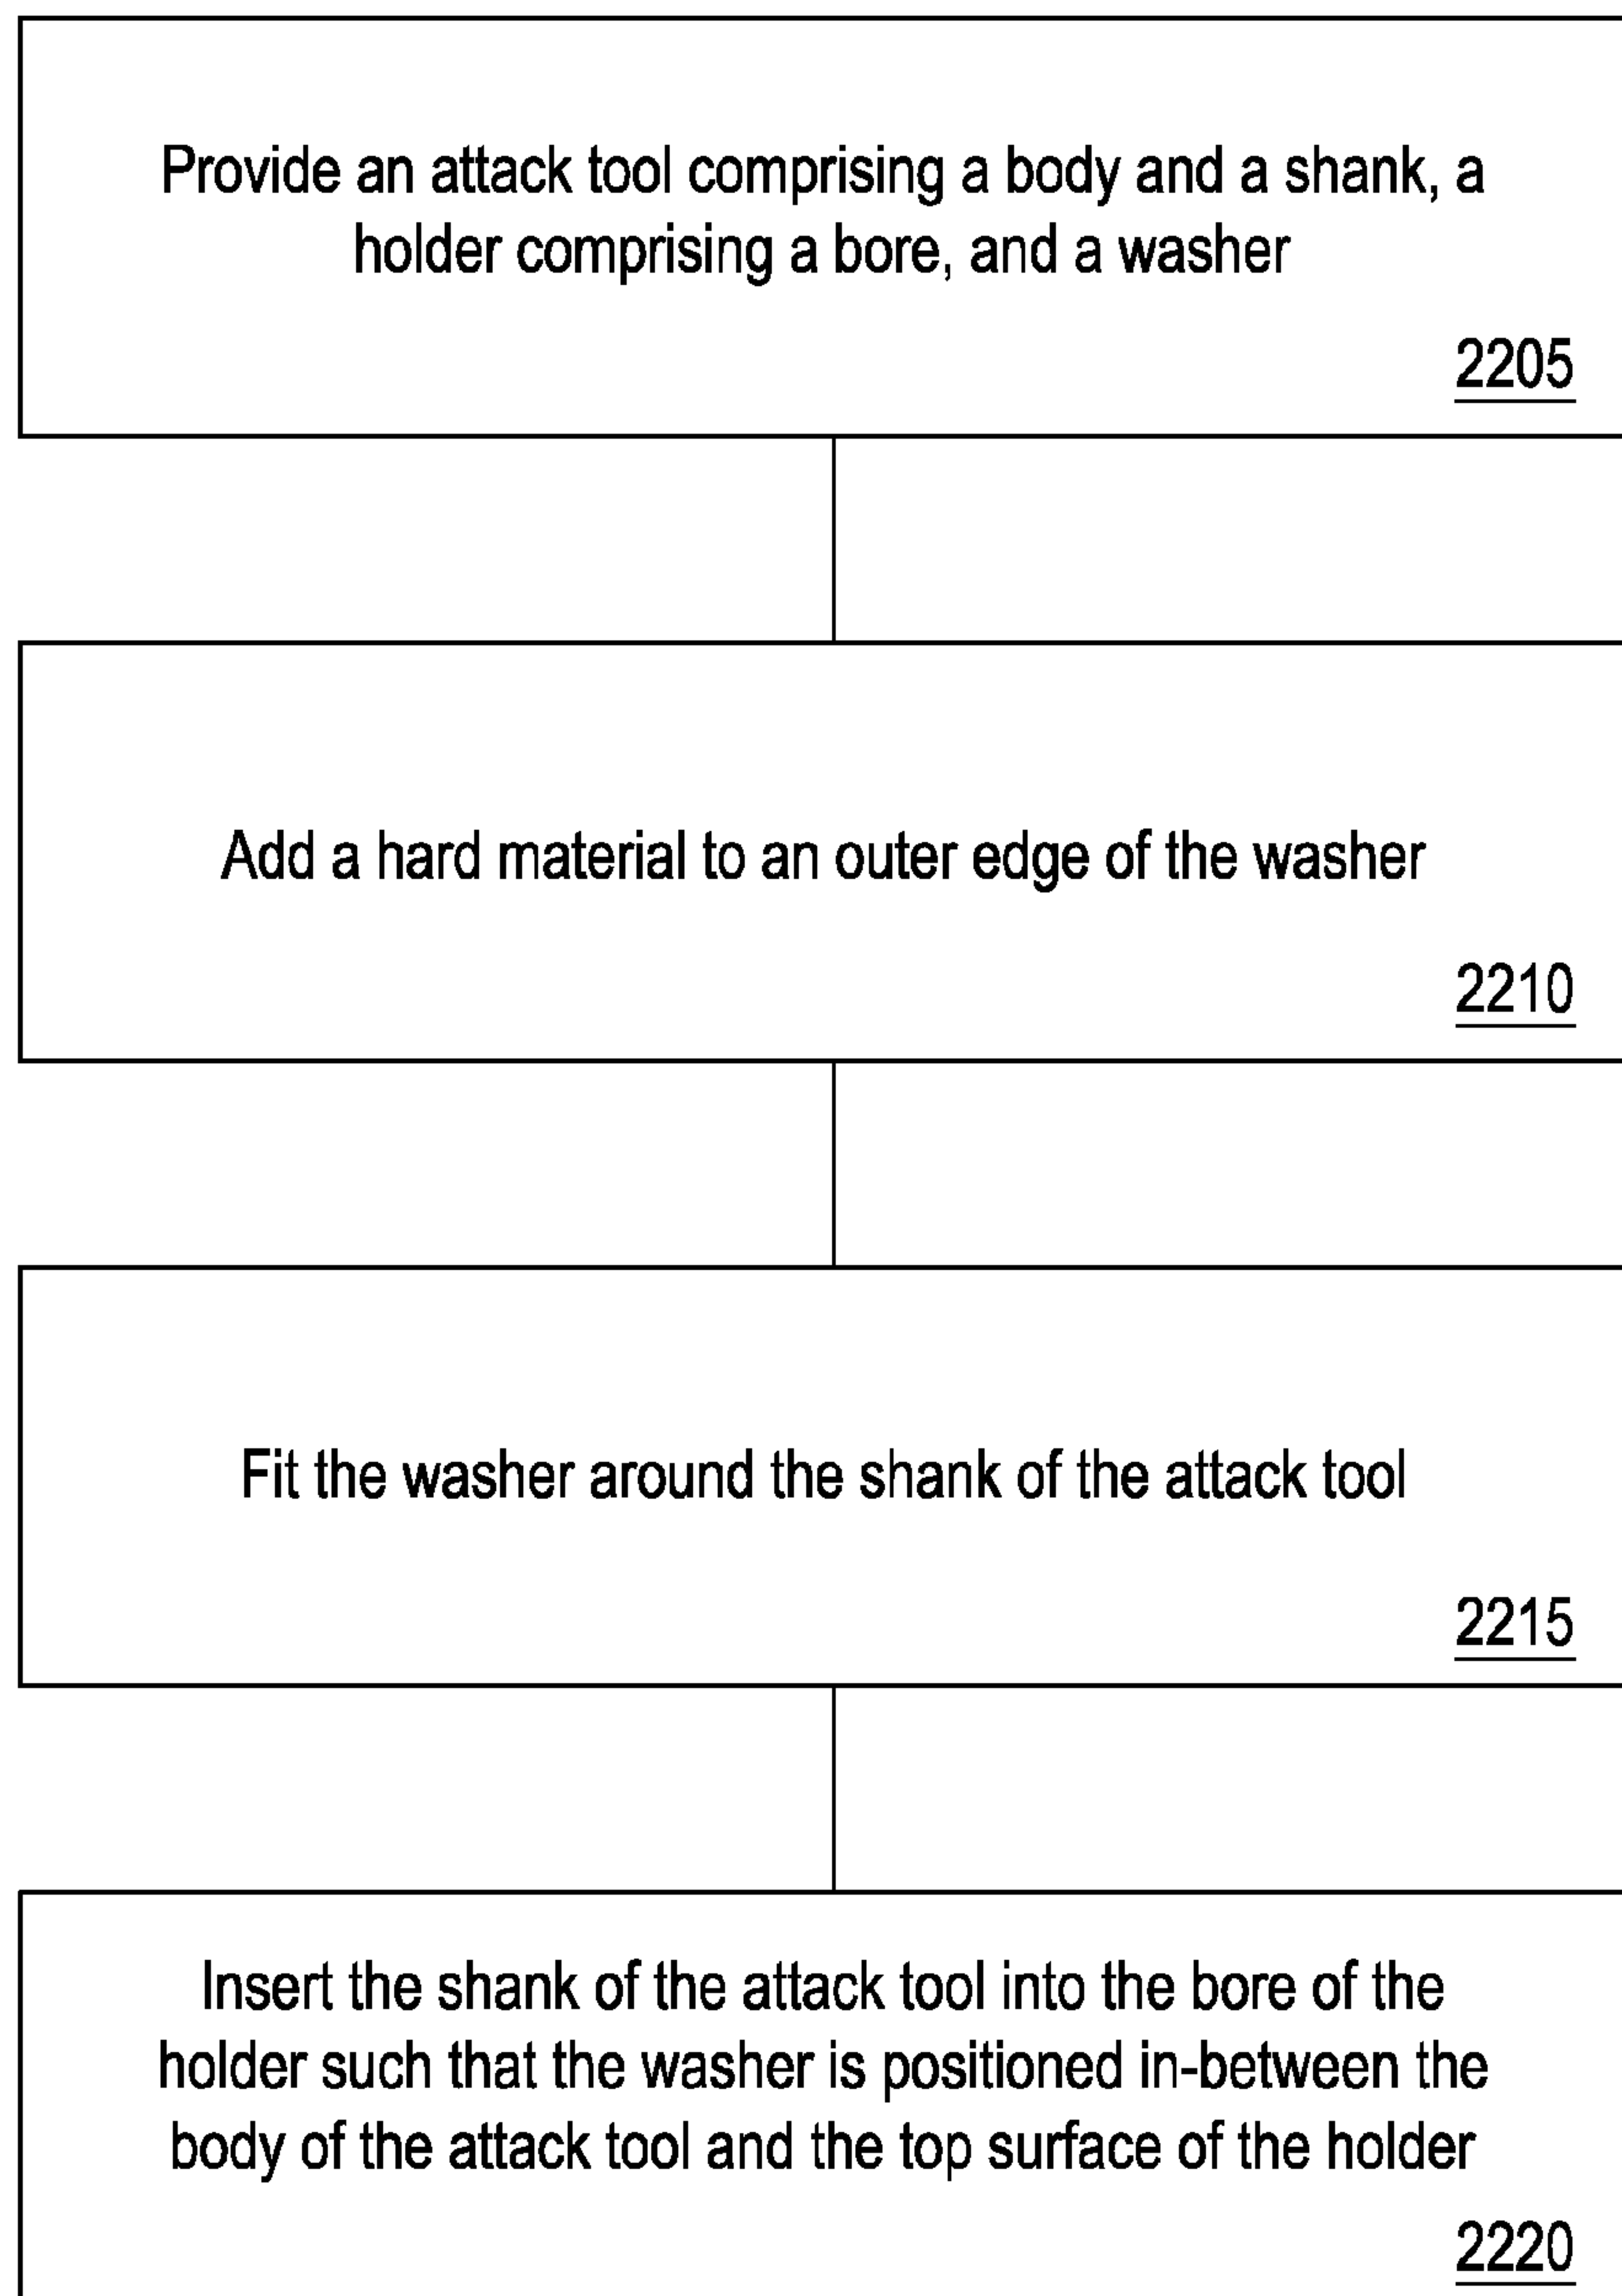 Provide an attack tool comprising a body and a shank, a
holder comprising a bore, and a washer
2205
Add a hard material to an outer edge of the washer
2210
Fit the washer around the shank of the attack tool
2215
Insert the shank of the attack tool into the bore of the
holder such that the washer is positioned in-between the
body of the attack tool and the top surface of the holder
2220